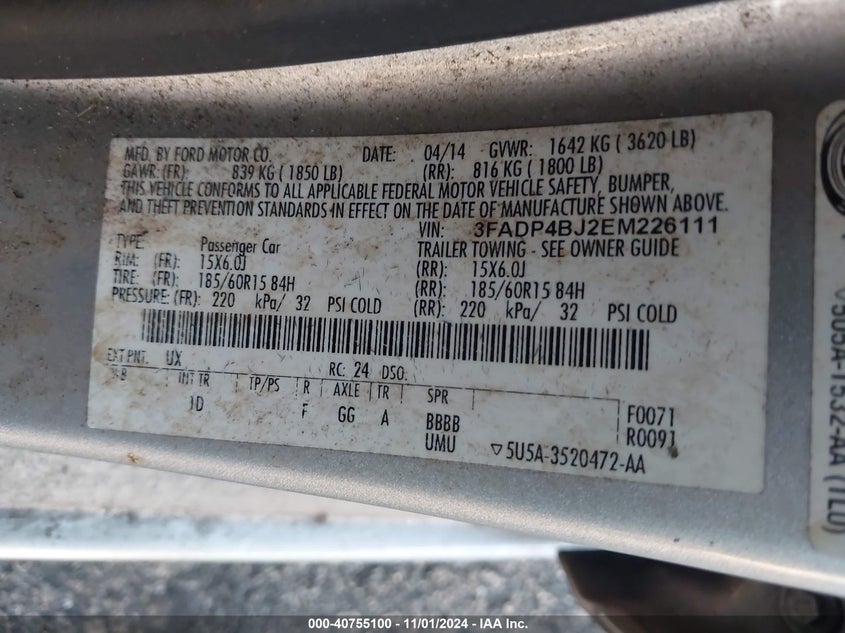 MFD. BY FORD MOTOR CO. DATE: 04/14 GVWR: 1642 KG ( 3620 LB)
GAWR: (FR): 839 KG ( 1850 LB) (RR): 816 KG ( 1800 LB)
THIS VEHICLE CONFORMS TO ALL APPLICABLE FEDERAL MOTOR VEHICLE SAFETY, BUMPER,
AND THEFT PREVENTION STANDARDS IN EFFECT ON THE DATE OF MANUFACTURE SHOWN ABOVE.
VIN: 3FADP4BJ2EM226111
TYPE: Passenger Car TRAILER TOWING - SEE OWNER GUIDE
RIM: (FR): 15X6.0J (RR): 15X6.0J
TIRE: (FR): 185/60R15 84H (RR): 185/60R15 84H
PRESSURE: (FR): 220 kPa/ 32 PSI COLD (RR): 220 kPa/ 32 PSI COLD
EXT PNT: UX RC: 24 DSO:
INT TR TP/PS R AXLE TR SPR
1D F GG A BBBB F0071
UMU R0091
▽5U5A-3520472-AA
V505A-1532-AA (TL0)
000-40755100 - 11/01/2024 - IAA Inc.